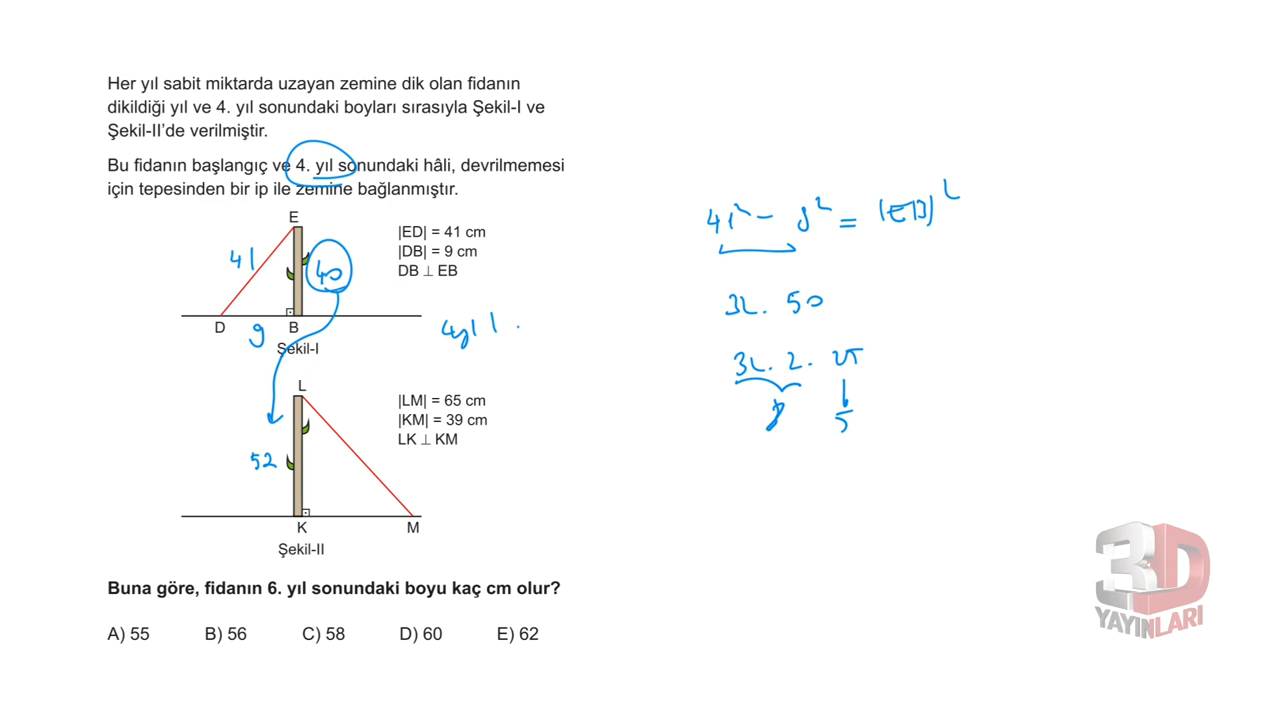 Her yıl sabit miktarda uzayan zemine dik olan fidanın
dikildiği yıl ve 4. yıl sonundaki boyları sırasıyla Şekil-I ve
Şekil-II'de verilmiştir.
Bu fidanın başlangıç ve 4. yıl sonundaki hâli, devrilmemesi
için tepesinden bir ip ile zemine bağlanmıştır.
E
41
40
|ED| = 41 cm
|DB| = 9 cm
DB ⊥ EB
D
9
B
Şekil-I
4yıl
L
|LM| = 65 cm
|KM| = 39 cm
LK ⊥ KM
52
K
M
Şekil-II
Buna göre, fidanın 6. yıl sonundaki boyu kaç cm olur?
A) 55 B) 56 C) 58 D) 60 E) 62
41² - 9² = |EB|²
32. 50
32. 2. 25
8
5
3D
YAYINLARI